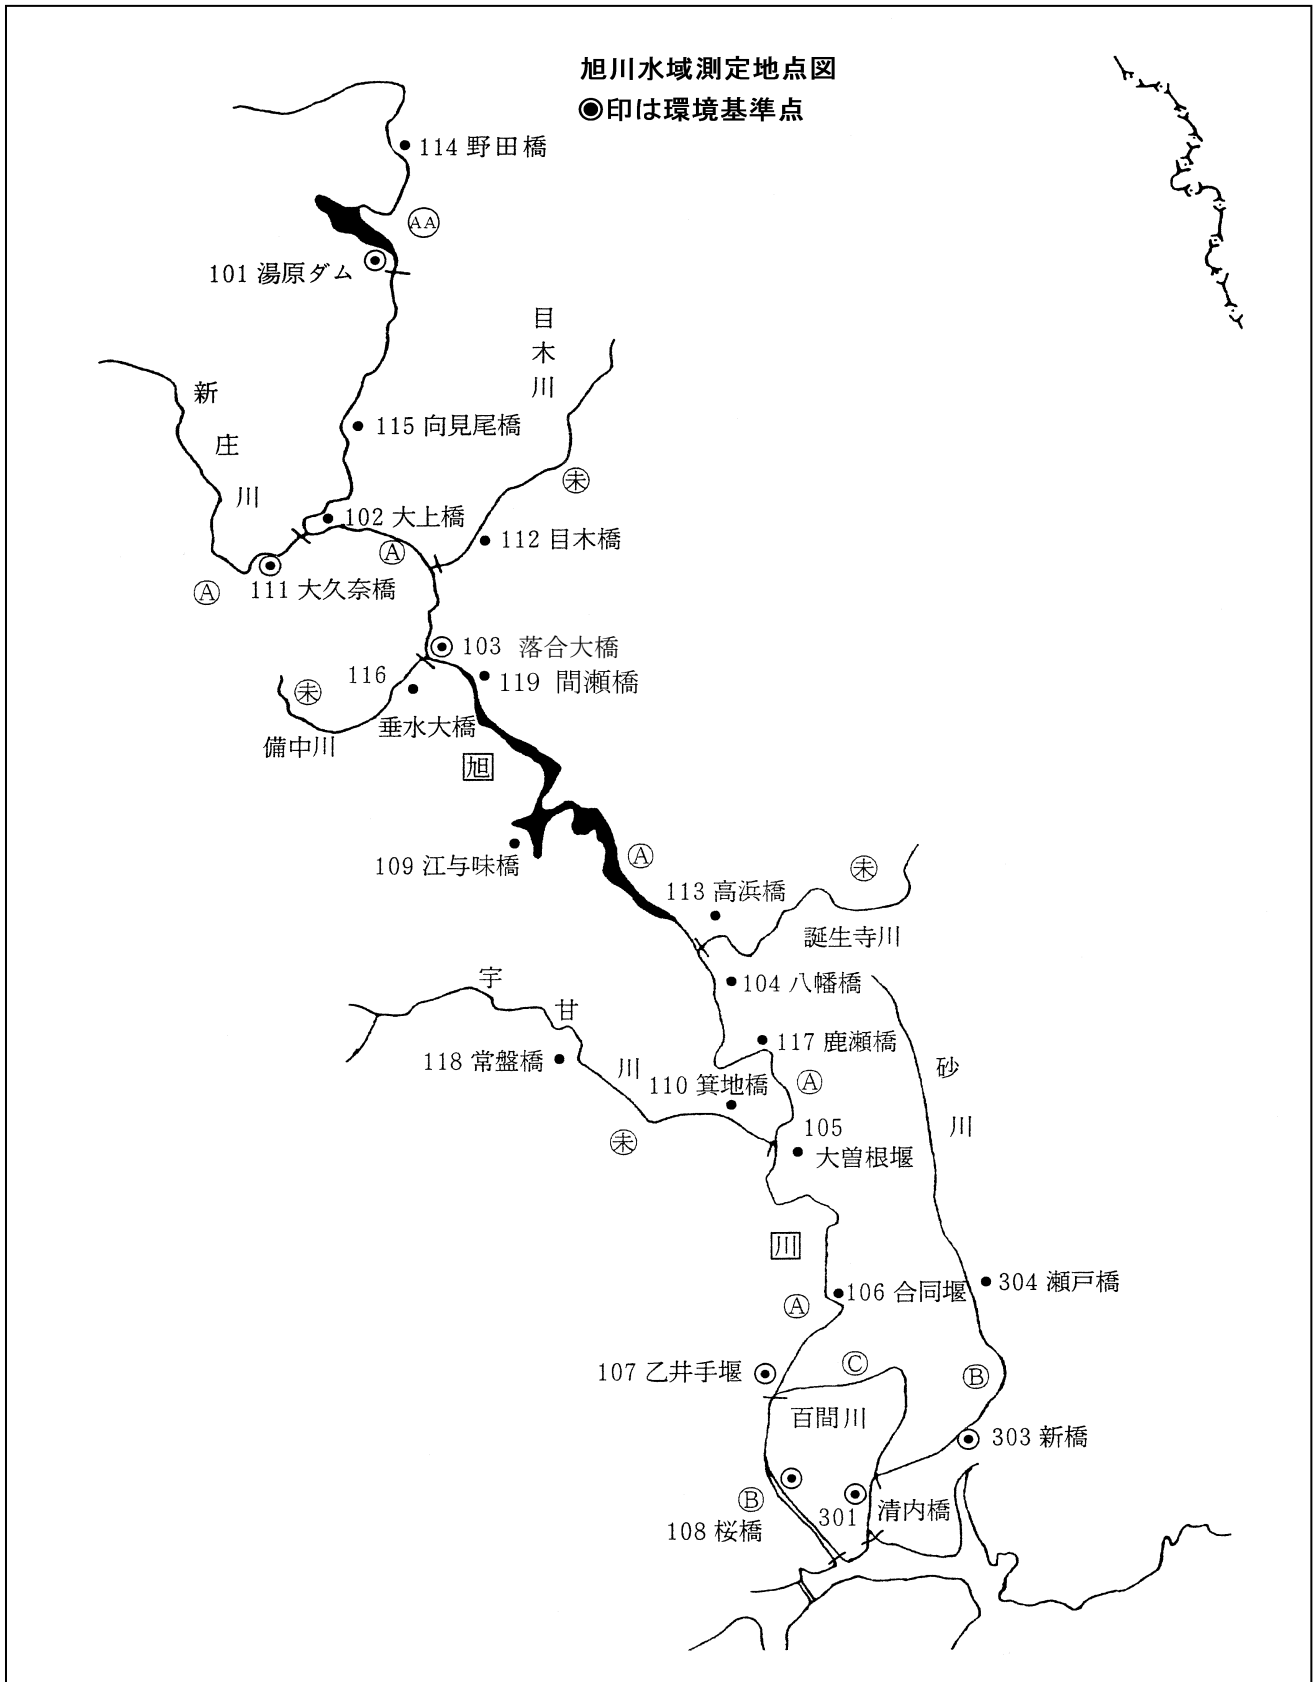 旭川水域測定地点図
◉印は環境基準点
114 野田橋
AA
101 湯原ダム
目木川
新庄川
115 向見尾橋
未
102 大上橋
112 目木橋
A
A
111 大久奈橋
103 落合大橋
116
垂水大橋
119 間瀬橋
未
備中川
旭
109 江与味橋
A
未
113 高浜橋
誕生寺川
104 八幡橋
宇甘川
117 鹿瀬橋
118 常盤橋
砂川
110 箕地橋
A
105
大曽根堰
未
川
304 瀬戸橋
106 合同堰
A
C
107 乙井手堰
B
百間川
303 新橋
B
301
清内橋
108 桜橋